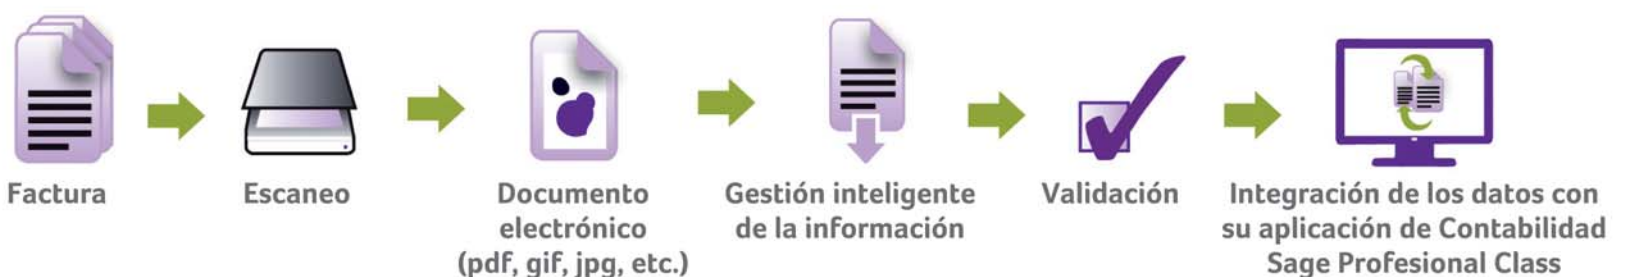 Factura
Escaneo
Documento
electrónico
(pdf, gif, jpg, etc.)
Gestión inteligente
de la información
Validación
Integración de los datos con
su aplicación de Contabilidad
Sage Profesional Class